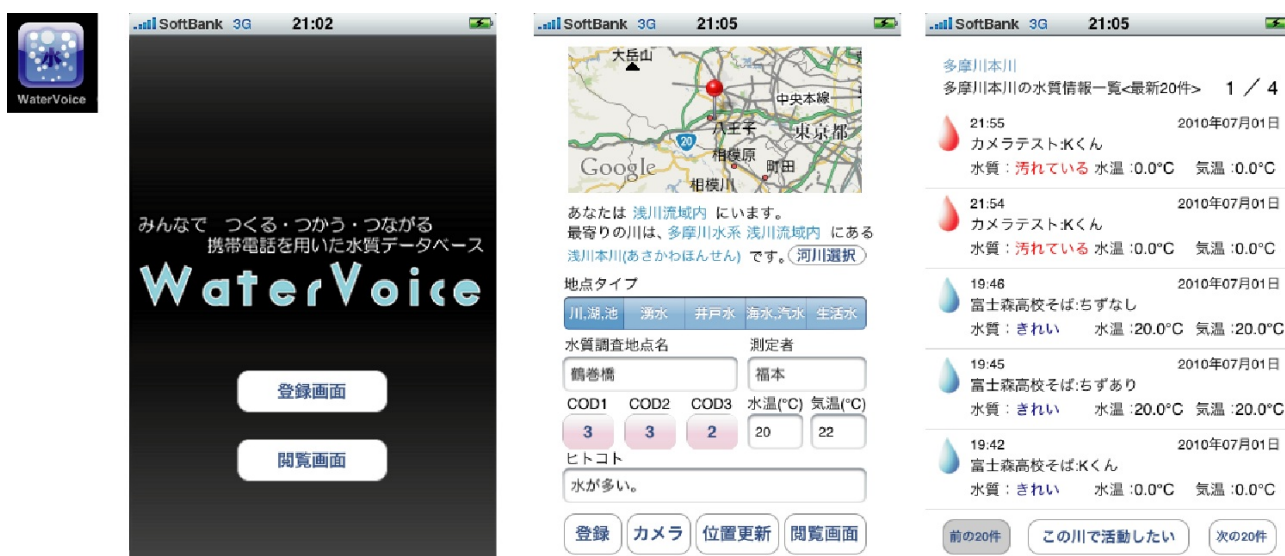 水
WaterVoice
SoftBank 3G 21:02
みんなで つくる・つかう・つながる
携帯電話を用いた水質データベース
WaterVoice
登録画面
閲覧画面
SoftBank 3G 21:05
大岳山
中央本線
八王子
東京都
20
相模原
町田
Google
相模川
あなたは 浅川流域内 にいます。
最寄りの川は、多摩川水系 浅川流域内 にある
浅川本川(あさかわほんせん) です。 河川選択
地点タイプ
川,湖,池 湧水 井戸水 海水,汽水 生活水
水質調査地点名 測定者
鶴巻橋 福本
COD1 COD2 COD3 水温(°C) 気温(°C)
3 3 2 20 22
ヒトコト
水が多い。
登録 カメラ 位置更新 閲覧画面
SoftBank 3G 21:05
多摩川本川
多摩川本川の水質情報一覧<最新20件> 1 / 4
21:55 2010年07月01日
カメラテスト:Kくん
水質：汚れている 水温:0.0°C 気温:0.0°C
21:54 2010年07月01日
カメラテスト:Kくん
水質：汚れている 水温:0.0°C 気温:0.0°C
19:46 2010年07月01日
富士森高校そば:ちずなし
水質：きれい 水温:20.0°C 気温:20.0°C
19:45 2010年07月01日
富士森高校そば:ちずあり
水質：きれい 水温:20.0°C 気温:20.0°C
19:42 2010年07月01日
富士森高校そば:Kくん
水質：きれい 水温:0.0°C 気温:0.0°C
前の20件 この川で活動したい 次の20件